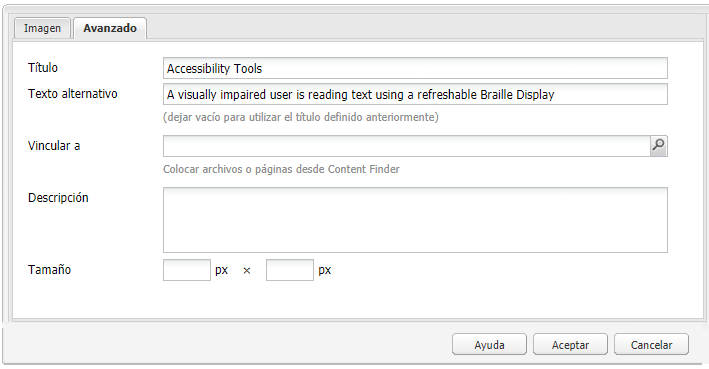 Imagen Avanzado
Título Accessibility Tools
Texto alternativo A visually impaired user is reading text using a refreshable Braille Display
(dejar vacío para utilizar el título definido anteriormente)
Vincular a
Colocar archivos o páginas desde Content Finder
Descripción
Tamaño px × px
Ayuda Aceptar Cancelar